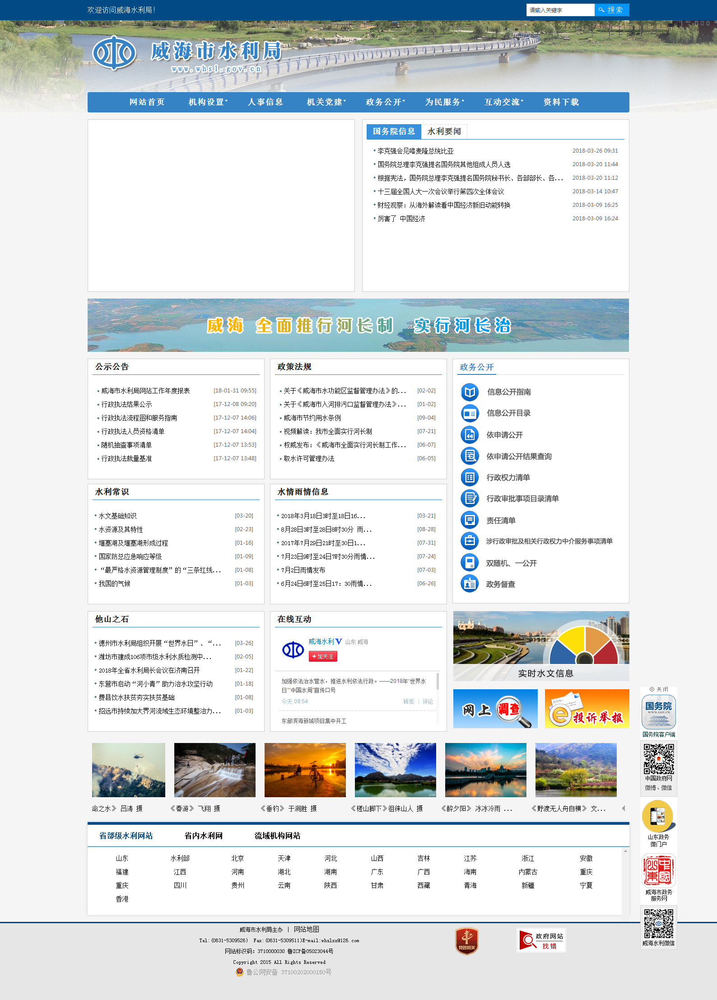 欢迎访问威海水利局！
请输入关键字
搜索
威海市水利局
www.whsl.gov.cn
网站首页 机构设置 人事信息 机关党建 政务公开 为民服务 互动交流 资料下载
国务院信息 水利要闻
李克强会见喀麦隆总统比亚 2018-03-26 09:31
国务院总理李克强提名国务院其他组成人员人选 2018-03-20 11:44
根据宪法，国务院总理李克强提名国务院秘书长、各部部长、各... 2018-03-20 11:12
十三届全国人大一次会议举行第四次全体会议 2018-03-14 10:47
财经观察：从海外解读看中国经济新旧动能转换 2018-03-09 16:25
厉害了 中国经济 2018-03-09 16:24
威海 全面推行河长制 实行河长治
公示公告
威海市水利局网站工作年度报表 [18-01-31 09:55]
行政执法结果公示 [17-12-08 09:20]
行政执法流程图和服务指南 [17-12-07 14:06]
行政执法人员资格清单 [17-12-07 14:04]
随机抽查事项清单 [17-12-07 13:53]
行政执法裁量基准 [17-12-07 13:48]
政策法规
关于《威海市水功能区监督管理办法》的... [02-02]
关于《威海市入河排污口监督管理办法》... [01-02]
威海市节约用水条例 [09-04]
视频解读：我市全面实行河长制 [07-21]
权威发布：《威海市全面实行河长制工作... [06-07]
取水许可管理办法 [06-05]
政务公开
信息公开指南
信息公开目录
依申请公开
依申请公开结果查询
行政权力清单
行政审批事项目录清单
责任清单
涉行政审批及相关行政权力中介服务事项清单
双随机、一公开
政务督查
水利常识
水文基础知识 [03-20]
水资源及其特性 [02-23]
堰塞湖及堰塞湖形成过程 [01-16]
国家防总应急响应等级 [01-09]
“最严格水资源管理制度”的“三条红线... [01-08]
我国的气候 [01-03]
水情雨情信息
2018年3月18日3时至18日16... [03-21]
8月28日3时至28日8时30分 雨... [08-28]
2017年7月29日21时至30日1... [07-31]
7月23日9时至24日7时30分雨情... [07-24]
7月2日雨情发布 [07-03]
6月24日6时至25日17：30雨情... [06-26]
他山之石
德州市水利局组织开展“世界水日”、“... [03-26]
潍坊市建成106项市级水利水质检测中... [02-05]
2018年全省水利局长会议在济南召开 [01-22]
东营市启动“河小青”助力治水攻坚行动 [01-18]
费县饮水扶贫夯实扶贫基础 [01-08]
招远市持续加大界河流域生态环境整治力... [01-03]
在线互动
威海水利 V 山东 威海
+加关注
加强依法治水管水，推进水利依法行政。——2018年“世界水
日”“中国水周”宣传口号
今天 09:54 转发 | 评论
东部滨海新城项目集中开工
实时水文信息
网上调查
e投诉举报
命之水》 吕涛 摄
《春游》 飞翔 摄
《垂钓》 于洞胜 摄
《槎山脚下》徂徕山人 摄
《醉夕阳》 冰冰冷雨 ...
《野渡无人舟自横》 文...
《
省部级水利网站 省内水利网 流域机构网站
山东 水利部 北京 天津 河北 山西 吉林 江苏 浙江 安徽
福建 江西 河南 湖北 湖南 广东 广西 海南 内蒙古 重庆
重庆 四川 贵州 云南 陕西 甘肃 西藏 青海 新疆 宁夏
香港
威海市水利局主办 | 网站地图
Tel:(0631-5309526) Fax:(0631-5309511)E-mail:whslxx@126.com
网站标识码：3710000030 鲁ICP备05023044号
Copyright 2015 All Rights Reserved
鲁公网安备 37100202000150号
党政机关
政府网站
找错
关闭
国务院
WWW.GOV.CN
国务院客户端
中国政府网
微博、微信
山东政务
微门户
中國山東
威海市政务
服务网
威海水利微信